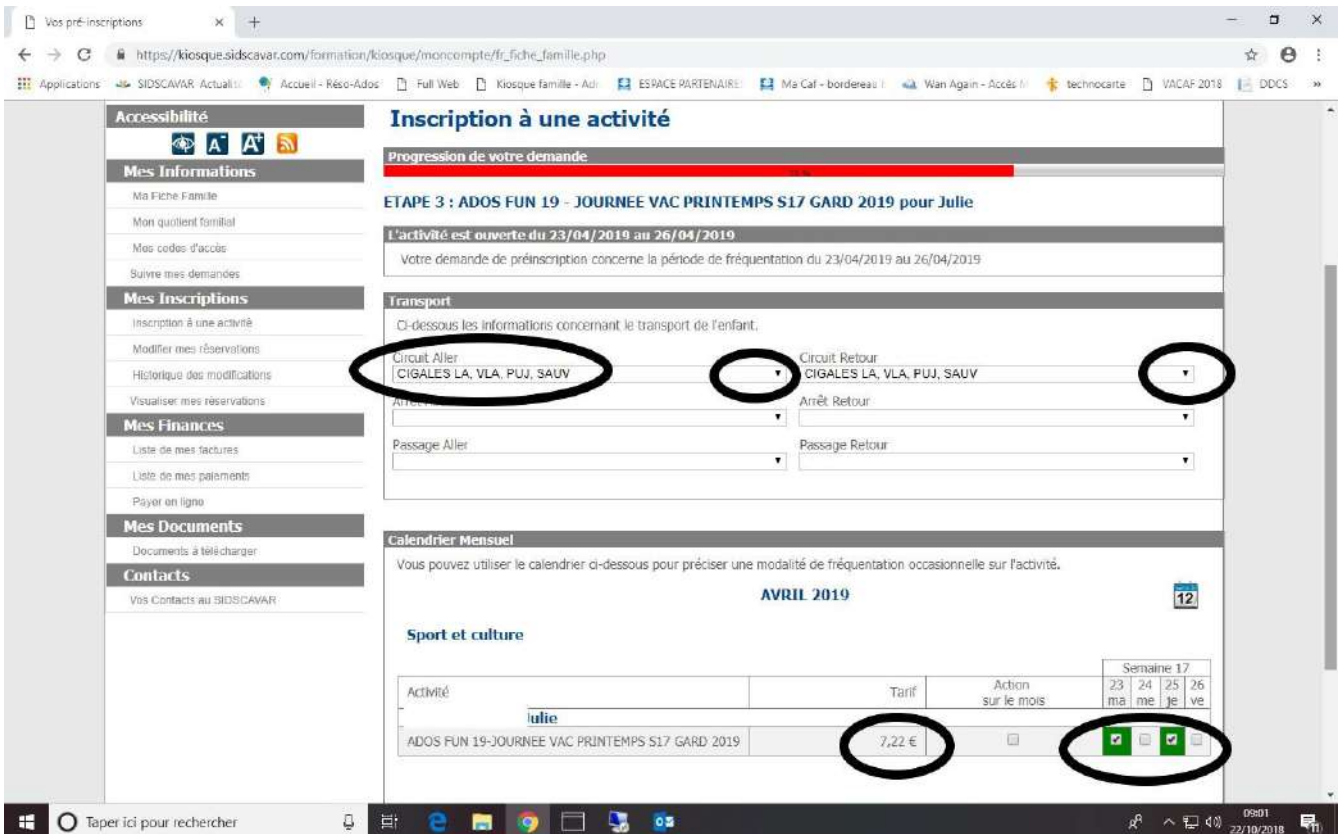 Vos pré-inscriptions
https://kiosque.sidscavar.com/formation/kiosque/moncompte/fr_fiche_famille.php
Applications SIDSCAVAR Actualit Accueil - Réso-Ados Full Web Kiosque famille - Ad ESPACE PARTENAIRE Ma Caf - bordereau Wan Again - Accès technocarte VACAF 2018 DDCS »
Accessibilité
A- A+
Mes Informations
Ma Fiche Famille
Mon quotient familial
Mes codes d'accès
Suivre mes demandes
Mes Inscriptions
Inscription à une activité
Modifier mes réservations
Historique des modifications
Visualiser mes réservations
Mes Finances
Liste de mes factures
Liste de mes paiements
Payer en ligne
Mes Documents
Documents à télécharger
Contacts
Vos Contacts au SIDSCAVAR
Inscription à une activité
Progression de votre demande
ETAPE 3 : ADOS FUN 19 - JOURNEE VAC PRINTEMPS S17 GARD 2019 pour Julie
L'activité est ouverte du 23/04/2019 au 26/04/2019
Votre demande de préinscription concerne la période de fréquentation du 23/04/2019 au 26/04/2019
Transport
Ci-dessous les informations concernant le transport de l'enfant.
Circuit Aller Circuit Retour
CIGALES LA, VLA, PUJ, SAUV CIGALES LA, VLA, PUJ, SAUV
Arrêt Retour
Passage Aller Passage Retour
Calendrier Mensuel
Vous pouvez utiliser le calendrier ci-dessous pour préciser une modalité de fréquentation occasionnelle sur l'activité.
AVRIL 2019
12
Sport et culture
Semaine 17
Activité Tarif Action sur le mois 23 24 25 26
ma me je ve
Julie
ADOS FUN 19-JOURNEE VAC PRINTEMPS S17 GARD 2019 7,22 €
Taper ici pour rechercher
09:01
22/10/2018